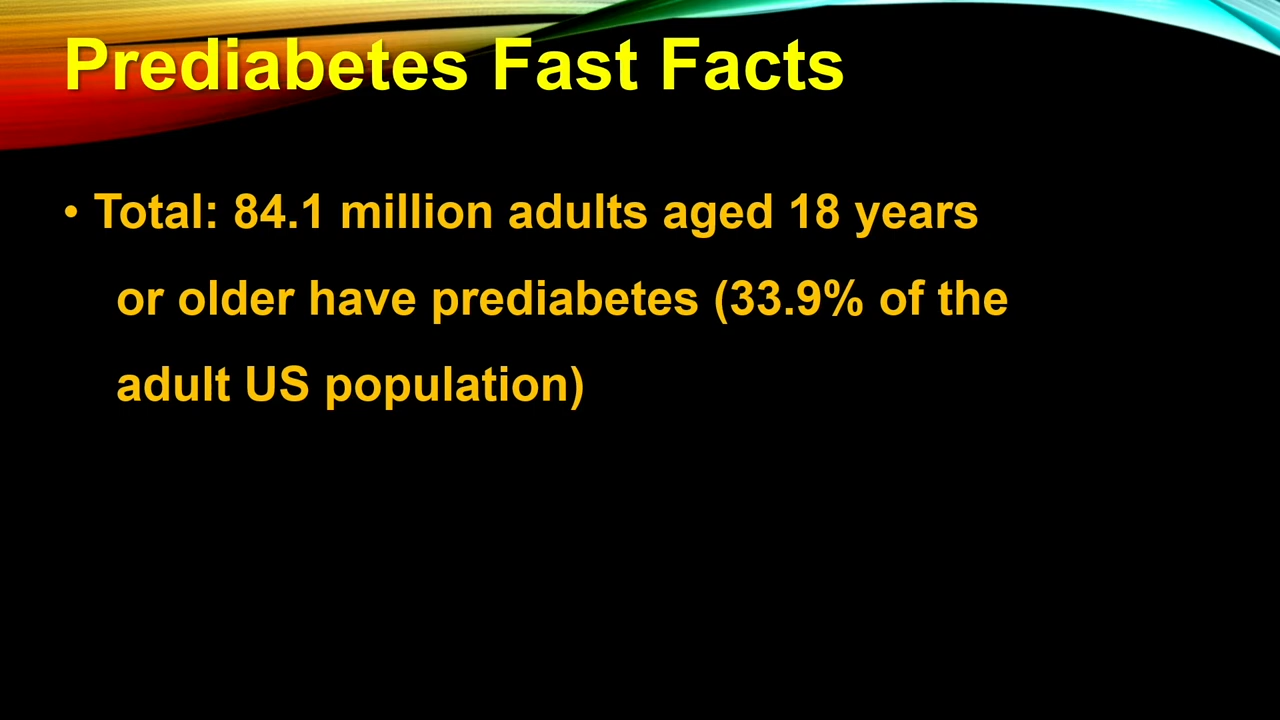 Prediabetes Fast Facts
• Total: 84.1 million adults aged 18 years
or older have prediabetes (33.9% of the
adult US population)